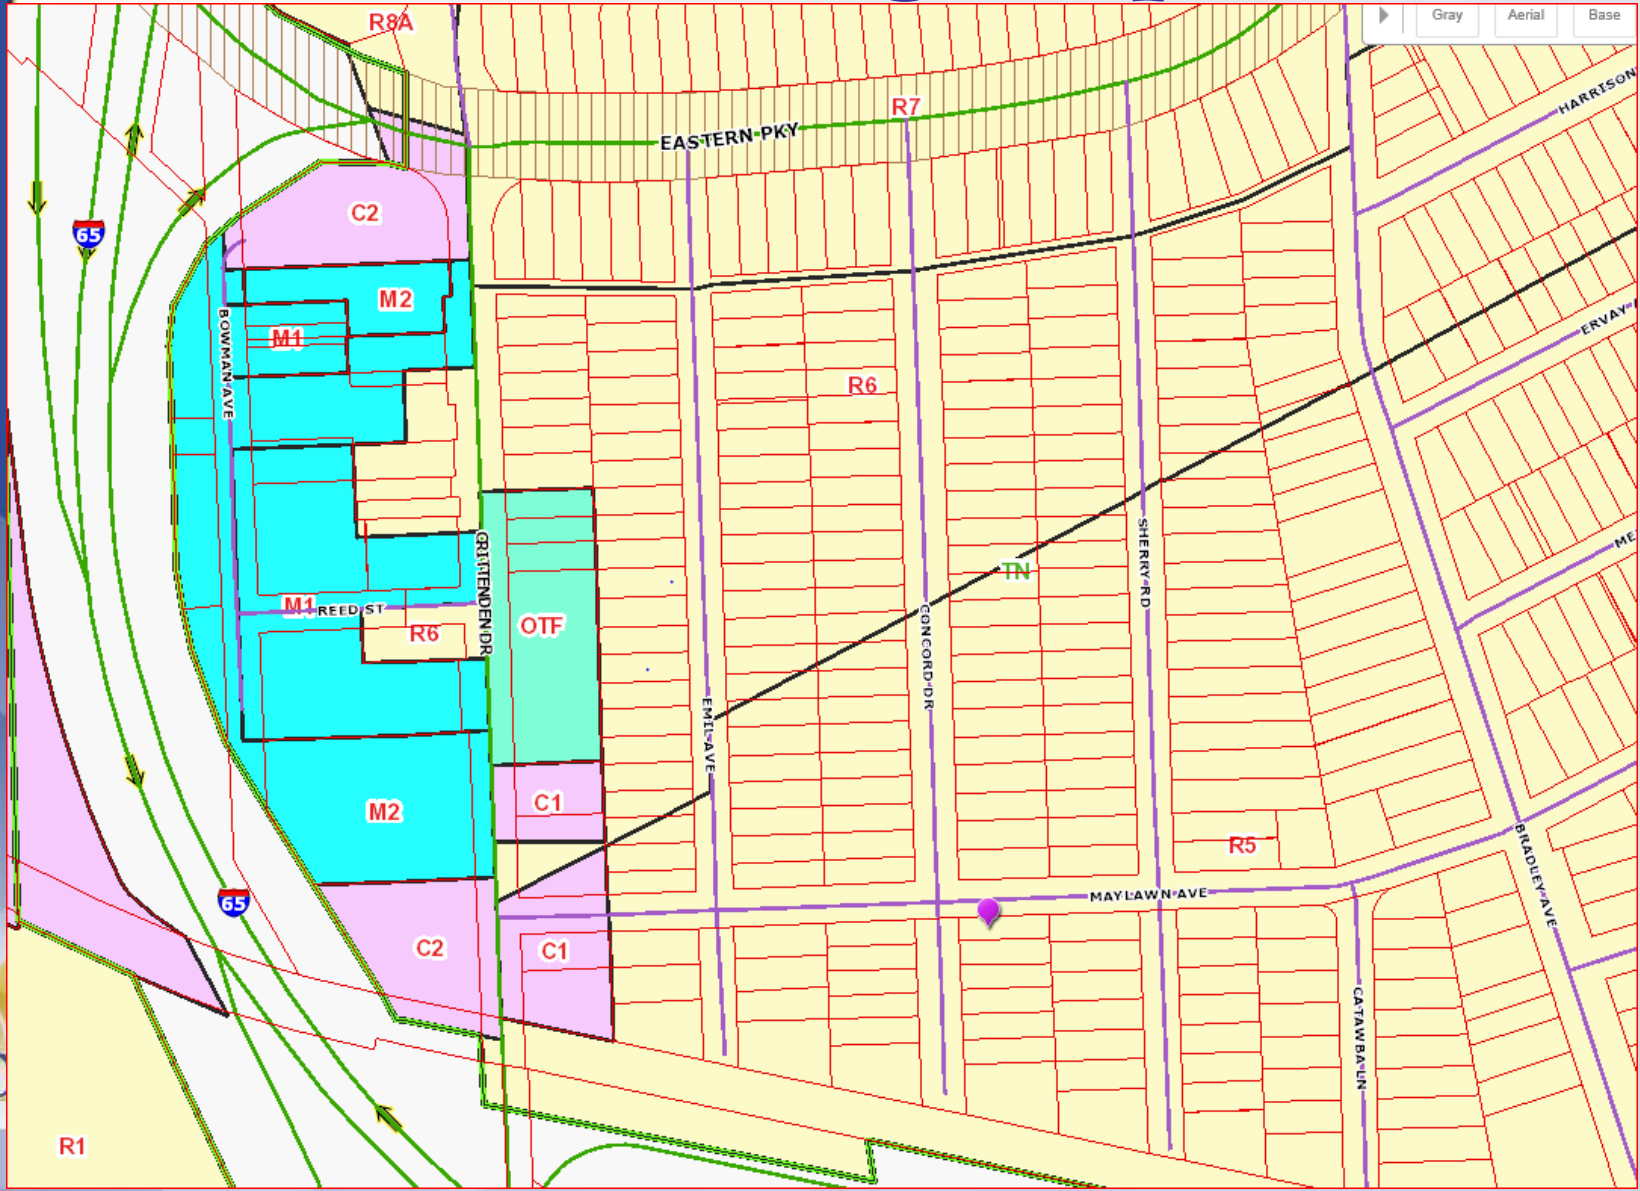 R8A
Gray
Aerial
Base
R7
HARRISON
EASTERN PKY
C2
65
M2
ERVAY
M1
BOWMAN AVE
R6
CRITTENDEN DR
SHERRY RD
TN
M1
REED ST
R6
OTF
CONCORD DR
EMIL AVE
C1
M2
R5
BRADLEY AVE
MAYLAWN AVE
65
C2
C1
CATAWBA LN
R1